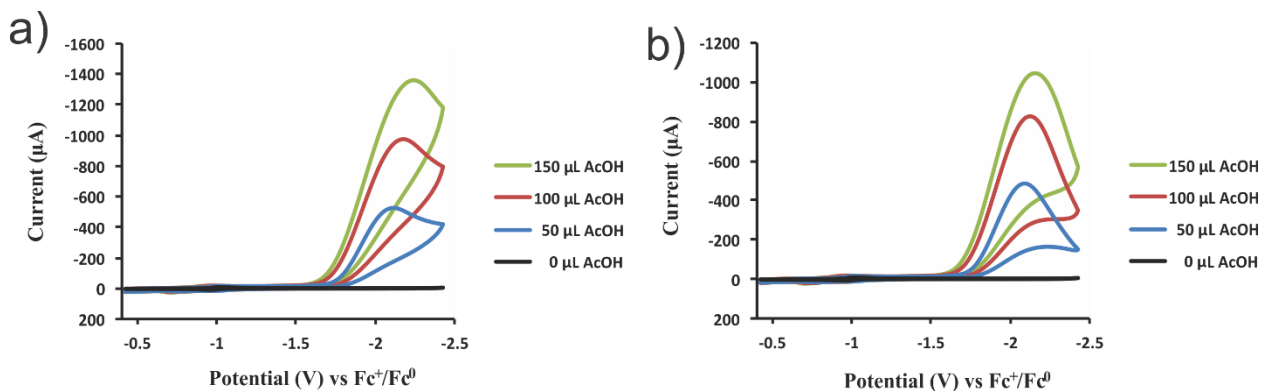 a)
-1600
-1400
-1200
-1000
-800
-600
-400
-200
0
200
-0.5
-1
-1.5
-2
-2.5
Current (μA)
Potential (V) vs Fc⁺/Fc⁰
150 μL AcOH
100 μL AcOH
50 μL AcOH
0 μL AcOH
b)
-1200
-1000
-800
-600
-400
-200
0
200
-0.5
-1
-1.5
-2
-2.5
Current (μA)
Potential (V) vs Fc⁺/Fc⁰
150 μL AcOH
100 μL AcOH
50 μL AcOH
0 μL AcOH